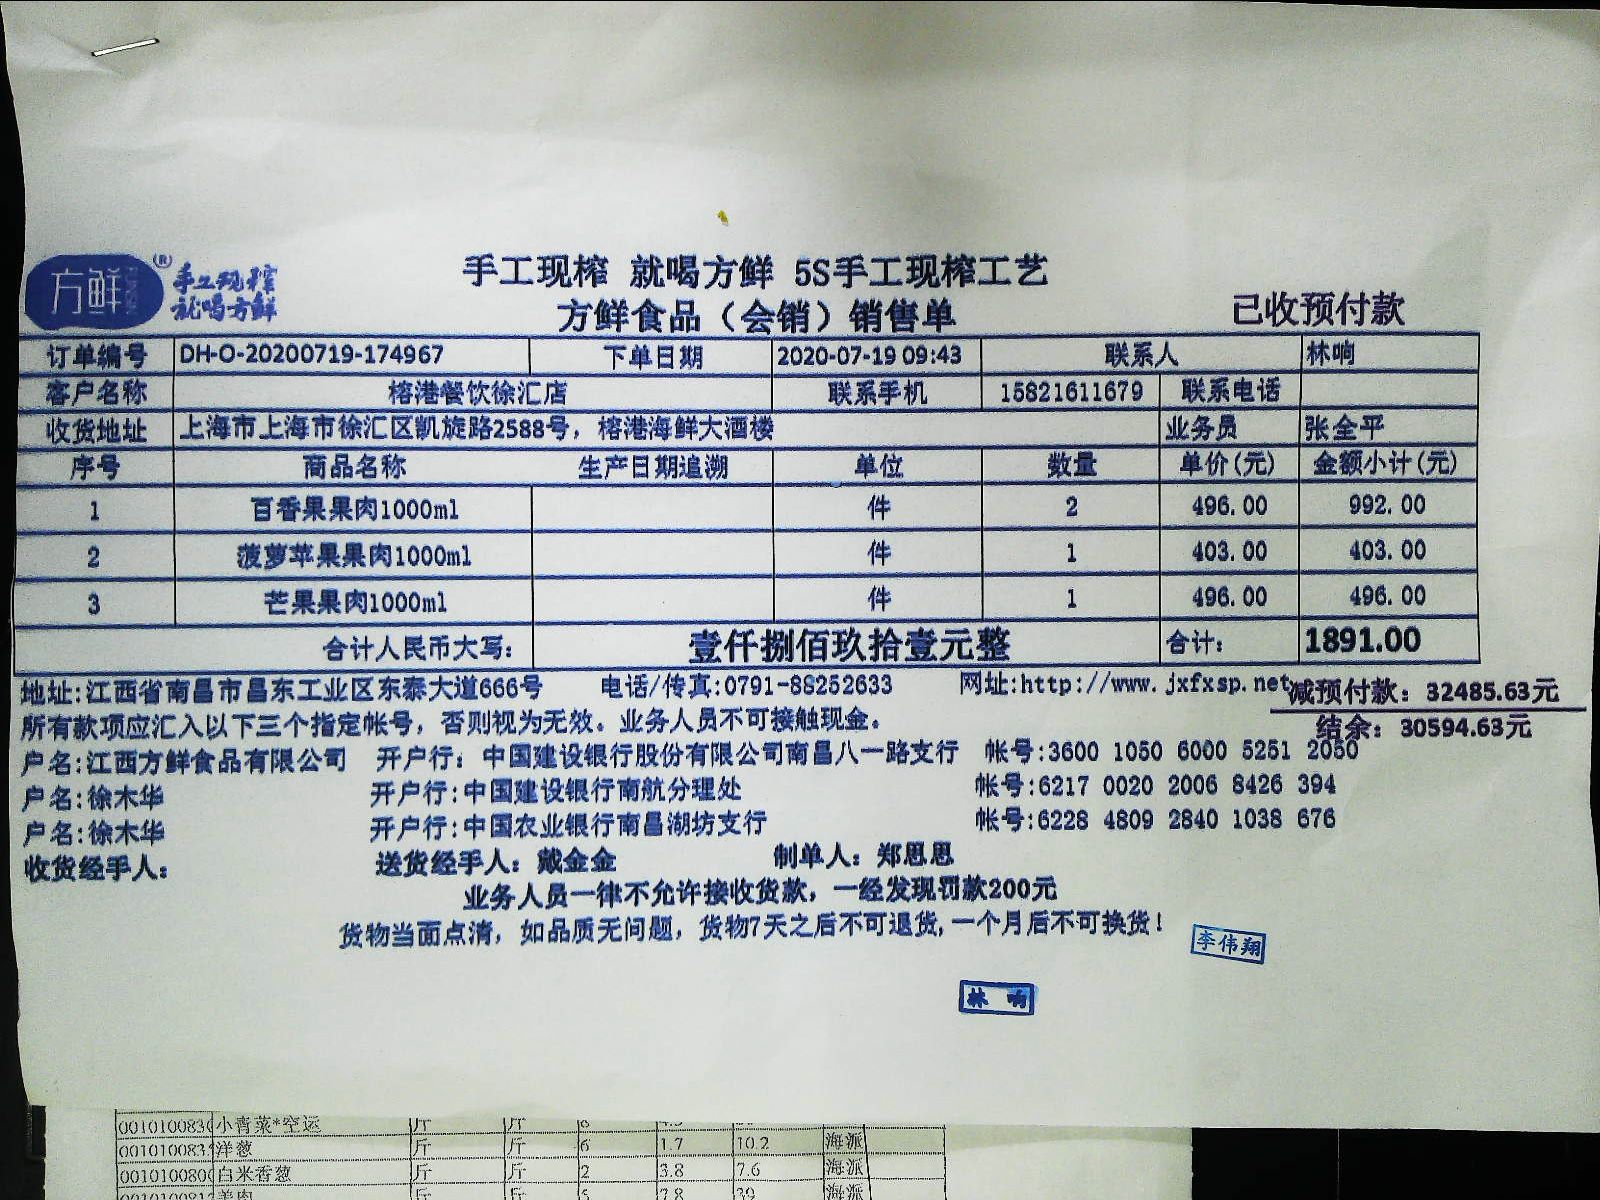 方鲜®
手工现榨
就喝方鲜
手工现榨 就喝方鲜 5S手工现榨工艺
方鲜食品（会销）销售单
已收预付款
订单编号 DH-O-20200719-174967 下单日期 2020-07-19 09:43 联系人 林响
客户名称 榕港餐饮徐汇店 联系手机 15821611679 联系电话
收货地址 上海市上海市徐汇区凯旋路2588号，榕港海鲜大酒楼 业务员 张全平
序号 商品名称 生产日期追溯 单位 数量 单价(元) 金额小计(元)
1 百香果果肉1000ml 件 2 496.00 992.00
2 菠萝苹果果肉1000ml 件 1 403.00 403.00
3 芒果果肉1000ml 件 1 496.00 496.00
合计人民币大写： 壹仟捌佰玖拾壹元整 合计： 1891.00
地址:江西省南昌市昌东工业区东泰大道666号 电话/传真:0791-88252633 网址:http://www.jxfxsp.net
减预付款：32485.63元
所有款项应汇入以下三个指定帐号，否则视为无效。业务人员不可接触现金。
结余：30594.63元
户名:江西方鲜食品有限公司 开户行：中国建设银行股份有限公司南昌八一路支行 帐号:3600 1050 6000 5251 2050
户名:徐木华 开户行:中国建设银行南航分理处 帐号:6217 0020 2006 8426 394
户名:徐木华 开户行:中国农业银行南昌湖坊支行 帐号:6228 4809 2840 1038 676
收货经手人： 送货经手人：戴金金 制单人：郑思思
业务人员一律不允许接收货款，一经发现罚款200元
货物当面点清，如品质无问题，货物7天之后不可退货,一个月后不可换货！
李伟翔
林响
小青菜*空运 斤 斤
洋葱 斤 斤 6 1.7 10.2 海派
白米香葱 斤 斤 2 3.8 7.6 海派
斤 斤 5 7.8 39 海派